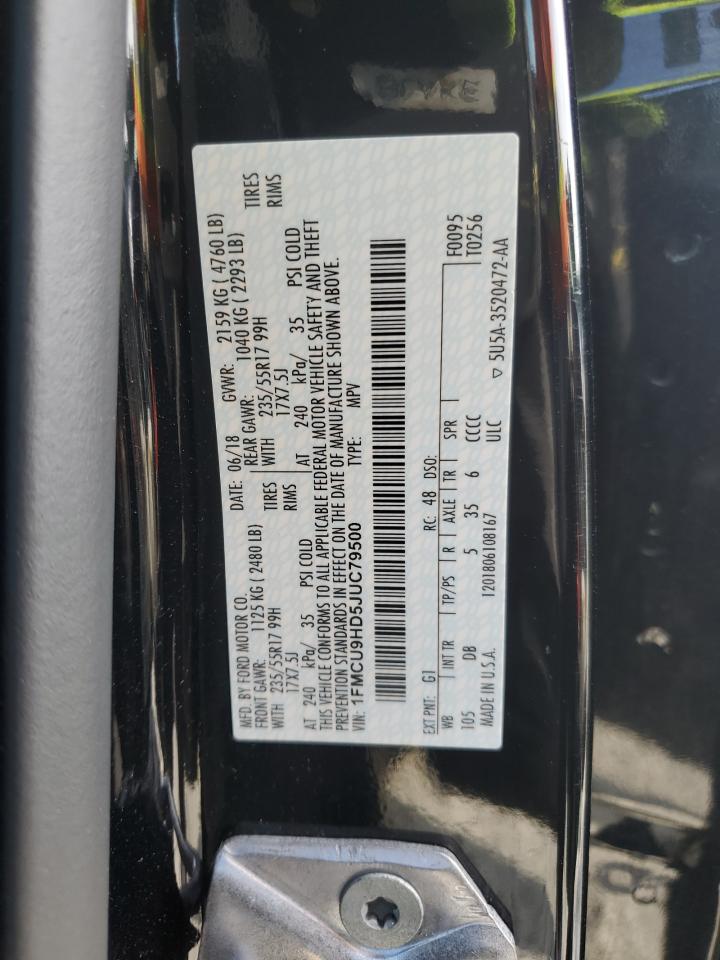 MFD. BY FORD MOTOR CO.
DATE: 06/18 GVWR: 2159 KG ( 4760 LB)
FRONT GAWR: 1125 KG ( 2480 LB) REAR GAWR: 1040 KG ( 2293 LB)
WITH 235/55R17 99H TIRES WITH 235/55R17 99H TIRES
17X7.5J RIMS 17X7.5J RIMS
AT 240 kPa/ 35 PSI COLD AT 240 kPa/ 35 PSI COLD
THIS VEHICLE CONFORMS TO ALL APPLICABLE FEDERAL MOTOR VEHICLE SAFETY AND THEFT
PREVENTION STANDARDS IN EFFECT ON THE DATE OF MANUFACTURE SHOWN ABOVE.
VIN: 1FMCU9HD5JUC79500 TYPE: MPV
EXT PNT: G1 RC: 48 DSO: F0095
T0256
WB INT TR TP/PS R AXLE TR SPR
105 DB 5 35 6 CCCC
MADE IN U.S.A. 1201806108167 ULC
▽ 5U5A-3520472-AA